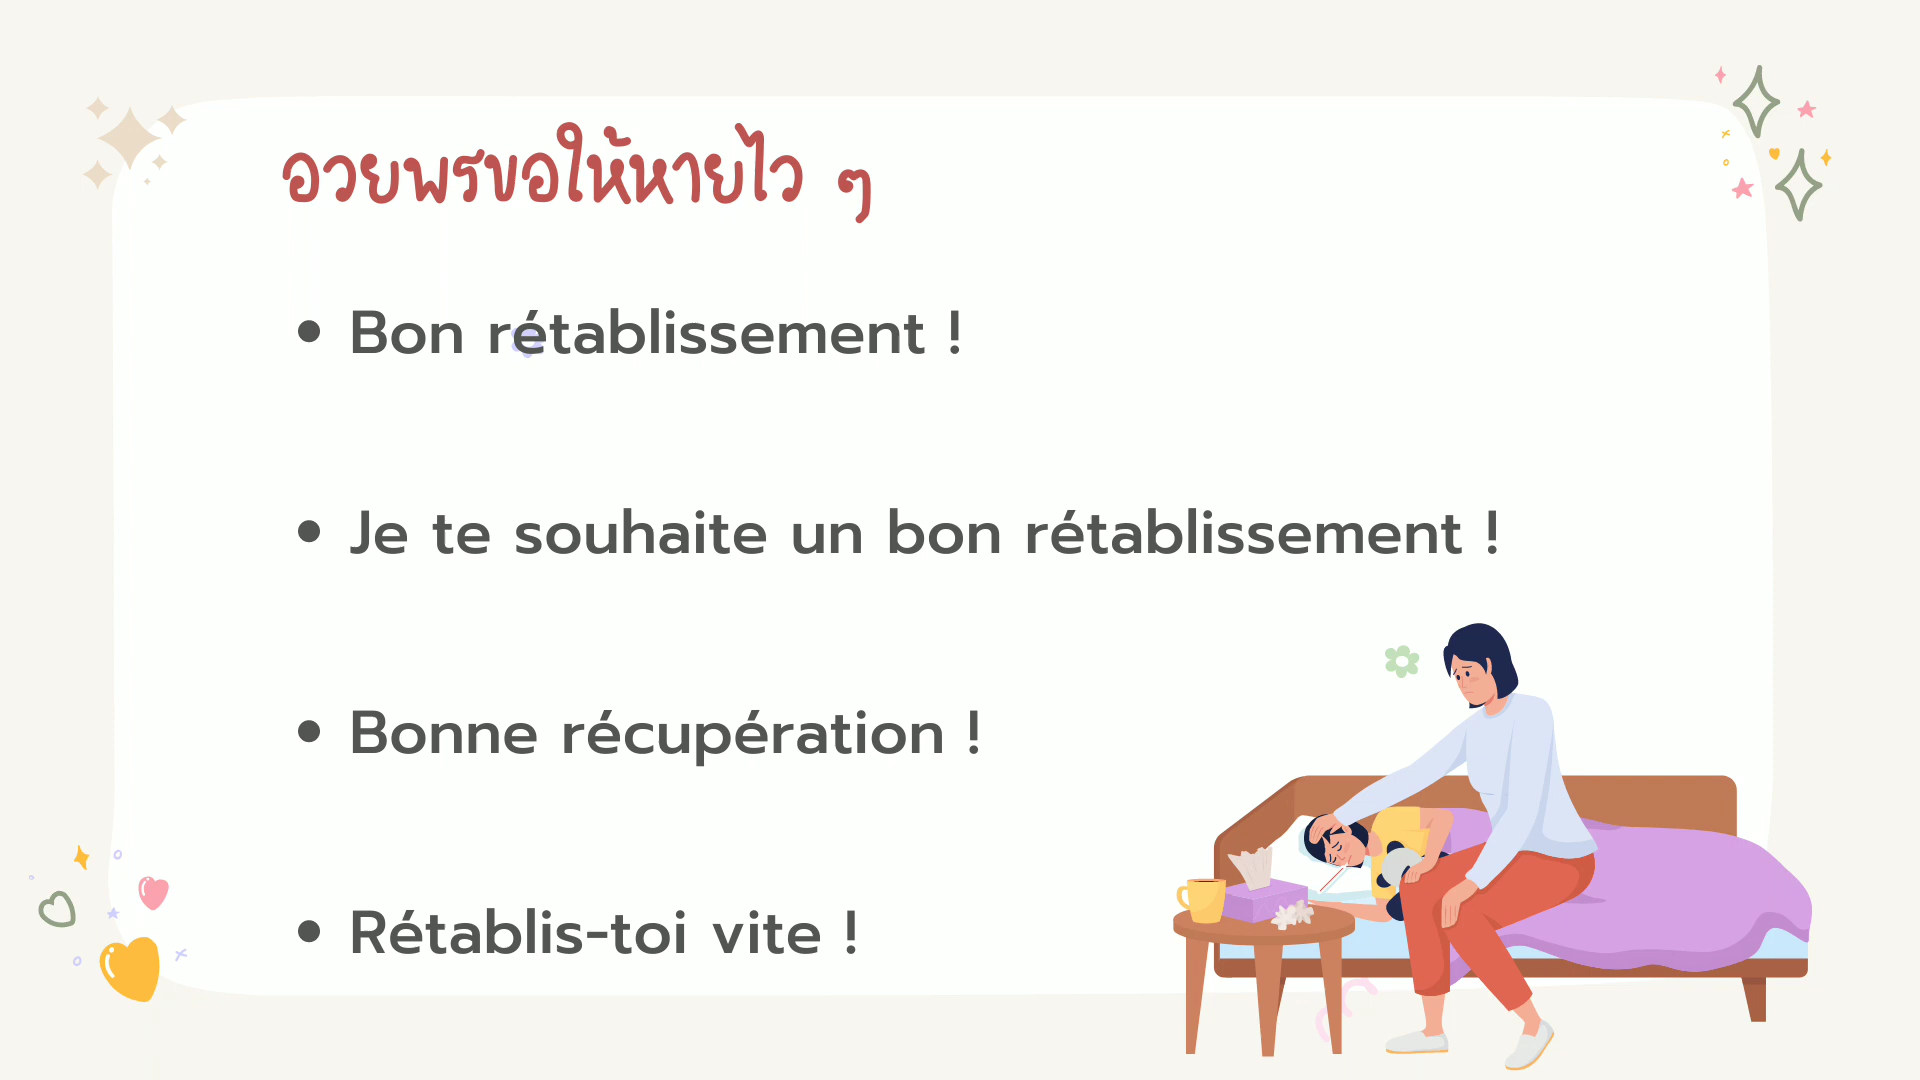 อวยพรขอให้หายไว ๆ
• Bon rétablissement !
• Je te souhaite un bon rétablissement !
• Bonne récupération !
• Rétablis-toi vite !